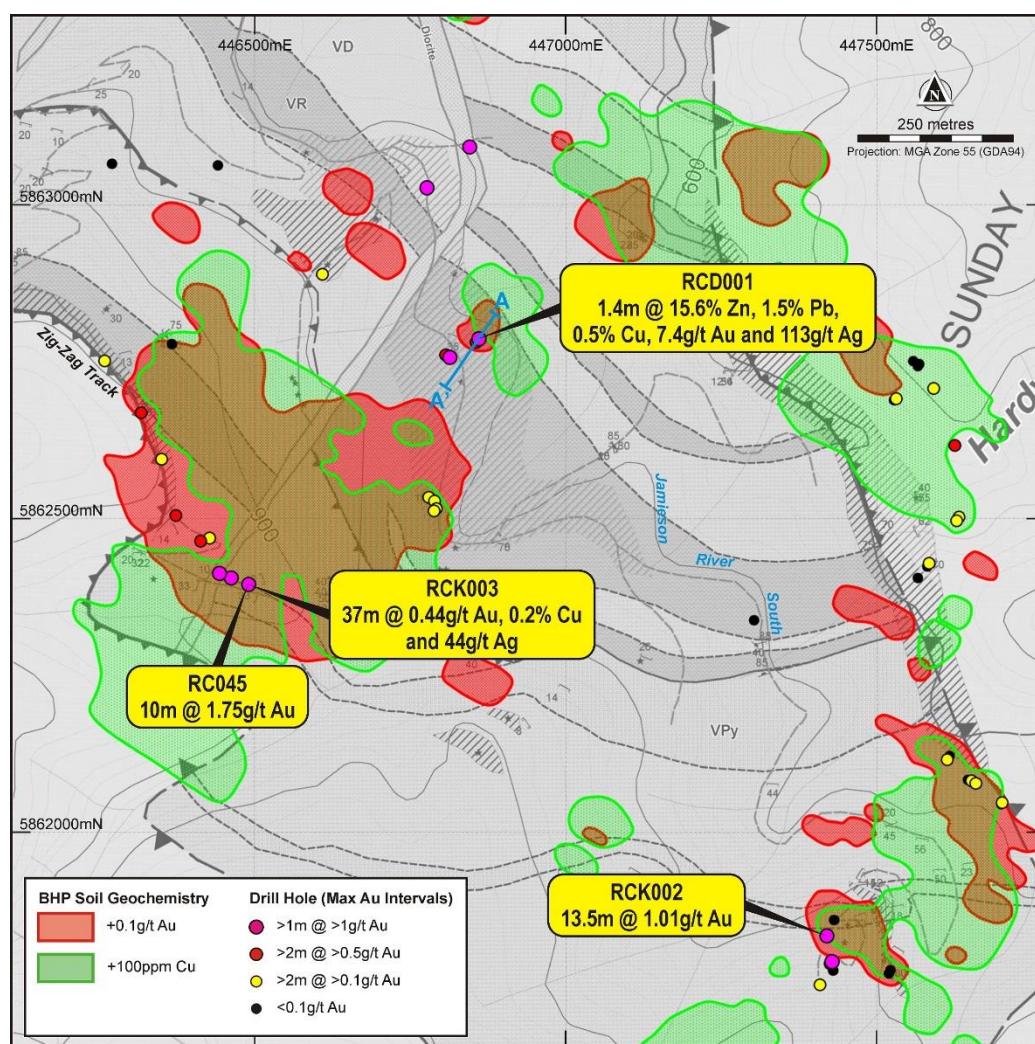 446500mE
447000mE
447500mE
800
VD
Diorite
VR
N
250 metres
Projection: MGA Zone 55 (GDA94)
600
5863000mN
SUNDAY
RCD001
1.4m @ 15.6% Zn, 1.5% Pb,
0.5% Cu, 7.4g/t Au and 113g/t Ag
A
A'
Zig-Zag Track
Hard
5862500mN
900
Jamieson
River
South
RCK003
37m @ 0.44g/t Au, 0.2% Cu
and 44g/t Ag
RC045
10m @ 1.75g/t Au
VPy
5862000mN
RCK002
13.5m @ 1.01g/t Au
BHP Soil Geochemistry
+0.1g/t Au
+100ppm Cu
Drill Hole (Max Au Intervals)
>1m @ >1g/t Au
>2m @ >0.5g/t Au
>2m @ >0.1g/t Au
<0.1g/t Au